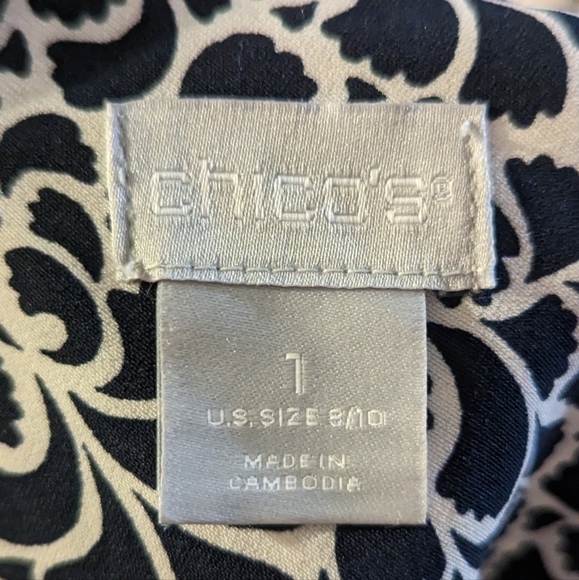 chico's®
1
U.S. SIZE 8/10
MADE IN
CAMBODIA